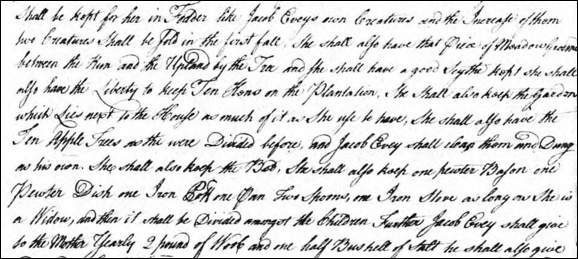 Shall be kept for her in Fodder like Jacob Eveys own Creatures and the Increase of them
two Creatures Shall be Sold in the first fall. She shall also have that Piece of Meadow Ground
between the Run and the Upland by the Tree and She shall have a good Scythe kept she shall
also have the Liberty to keep Ten Hens on the Plantation, She Shall also keep the Garden
which Lies next to the House as much of it as She use to have, She shall also have the
Ten Apple Trees as the were Divided before, and Jacob Evey shall clean them and Dung
as his own. She shall also keep the Bed, She shall also keep one pewter Bason one
Pewter Dish one Iron Pott one Pan Two Spoons, one Iron Stove as long as She is
a Widow, and then it shall be Divided amongst the Children Further Jacob Evey shall give
to the Mother Yearly 2 pound of Wool and one half Bushell of Salt he shall also give